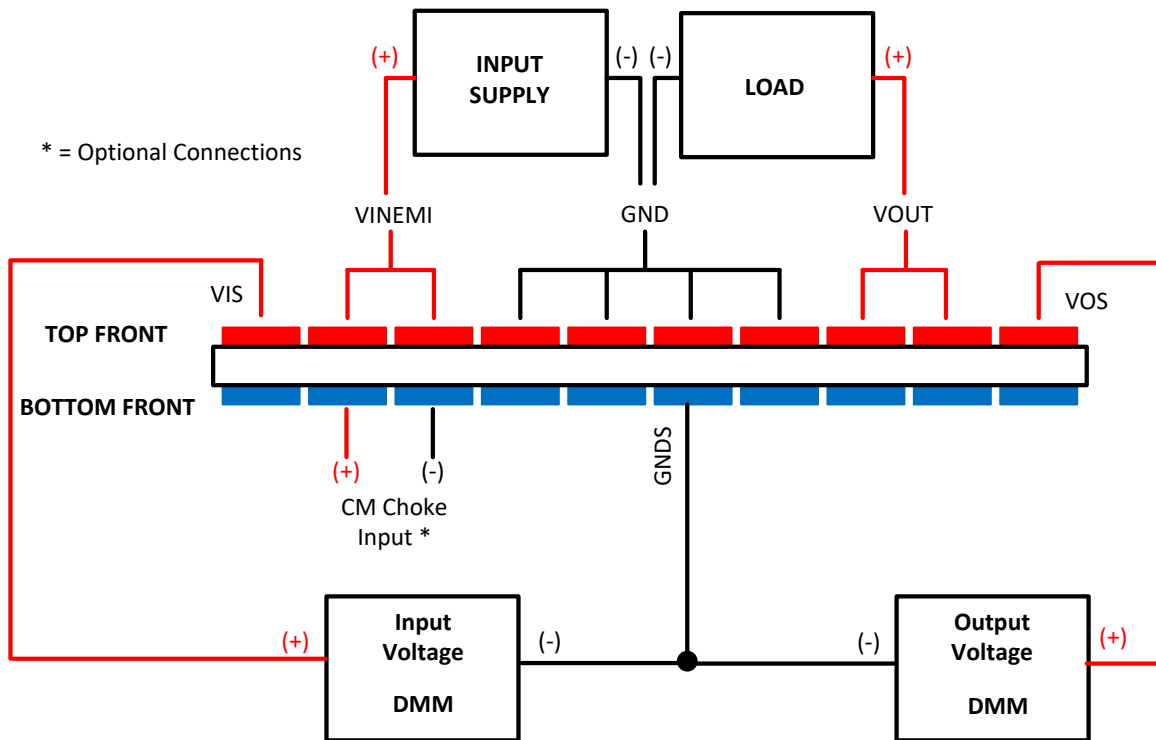 (+)
INPUT
SUPPLY
(-)
(-)
LOAD
(+)
* = Optional Connections
VINEMI
GND
VOUT
VIS
VOS
TOP FRONT
BOTTOM FRONT
GNDS
(+)
(-)
CM Choke
Input *
(+)
Input
Voltage
DMM
(-)
(-)
Output
Voltage
DMM
(+)